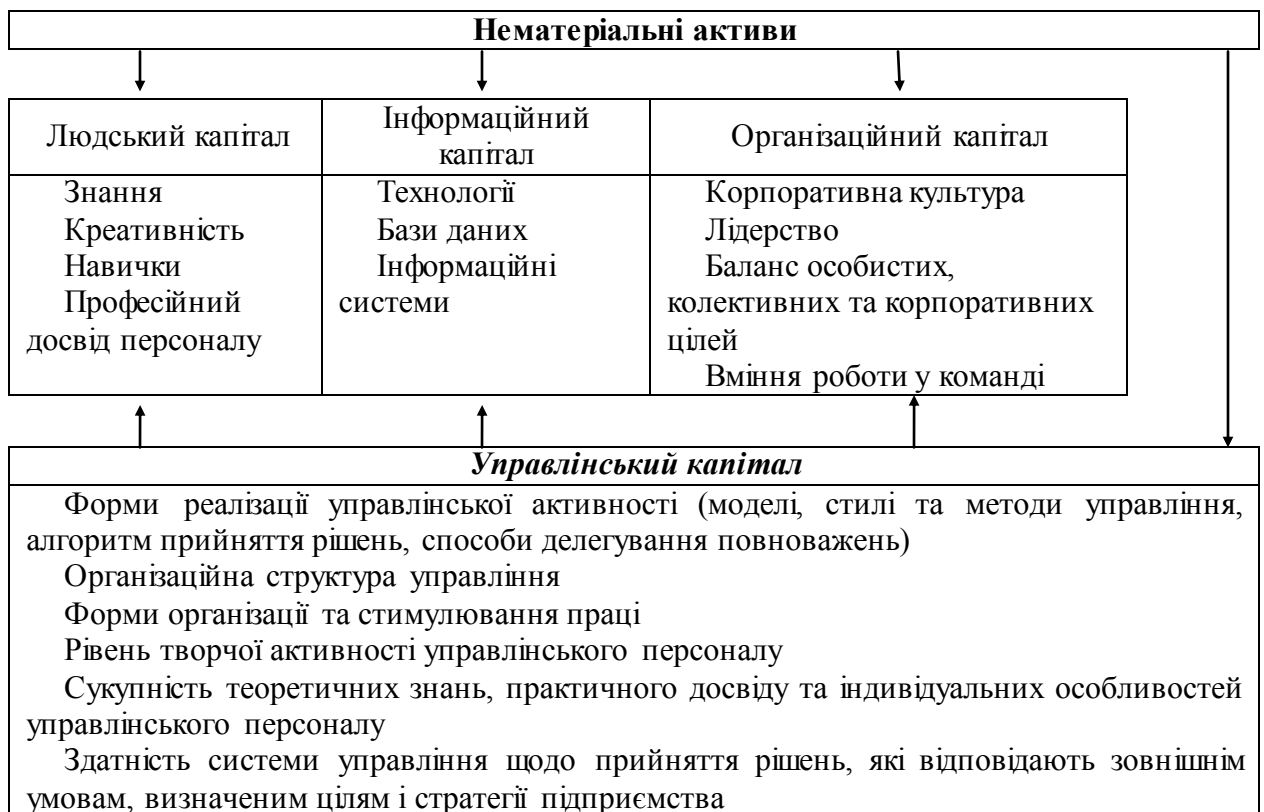 Нематеріальні активи
Людський капітал
Інформаційний
капітал
Організаційний капітал
Знання
Креативність
Навички
Професійний
досвід персоналу
Технології
Бази даних
Інформаційні
системи
Корпоративна культура
Лідерство
Баланс особистих,
колективних та корпоративних
цілей
Вміння роботи у команді
Управлінський капітал
Форми реалізації управлінської активності (моделі, стилі та методи управління,
алгоритм прийняття рішень, способи делегування повноважень)
Організаційна структура управління
Форми організації та стимулювання праці
Рівень творчої активності управлінського персоналу
Сукупність теоретичних знань, практичного досвіду та індивідуальних особливостей
управлінського персоналу
Здатність системи управління щодо прийняття рішень, які відповідають зовнішнім
умовам, визначеним цілям і стратегії підприємства